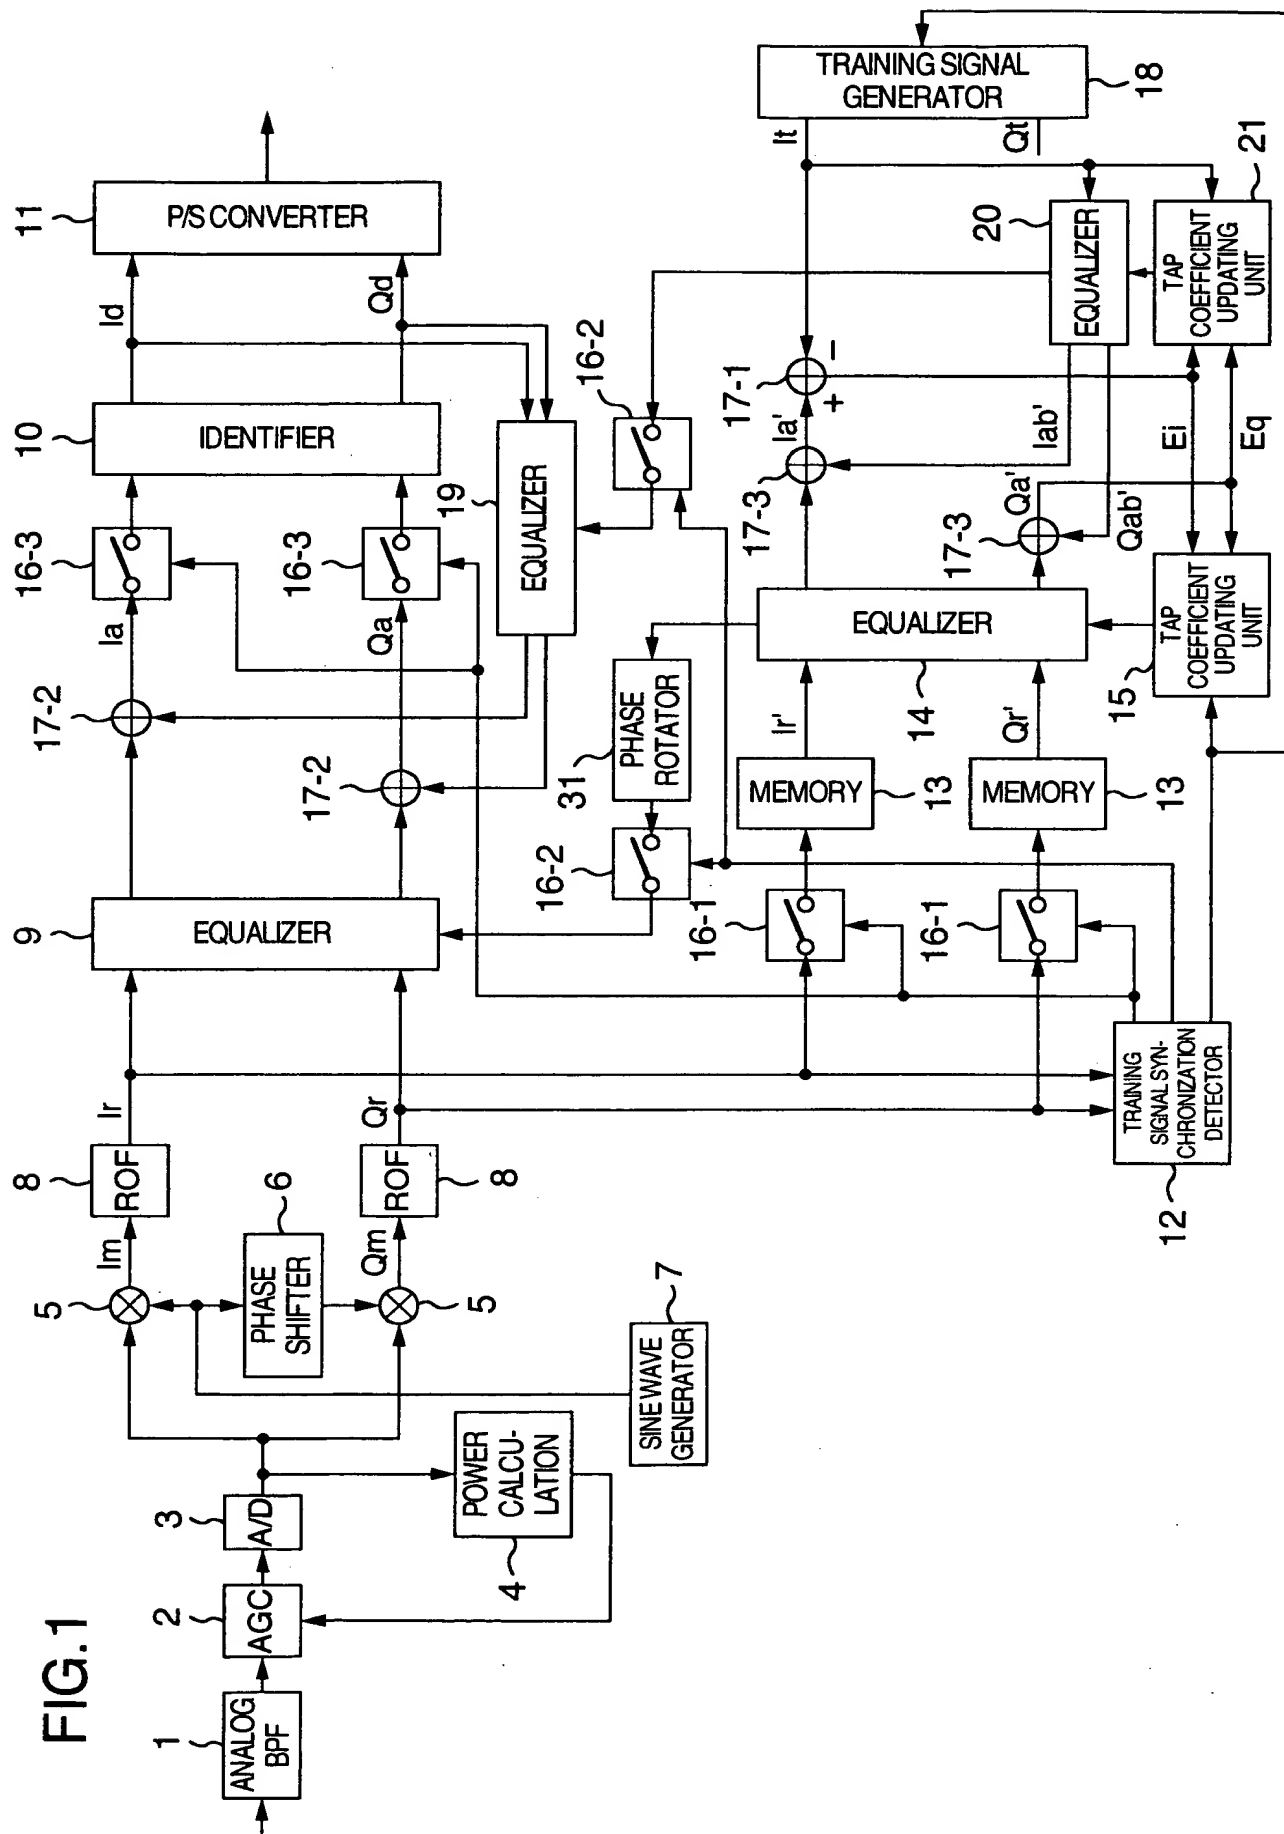 FIG.1
1
ANALOG
BPF
2
AGC
3
A/D
4
POWER
CALCU-
LATION
5
5
6
PHASE
SHIFTER
7
SINE WAVE
GENERATOR
Im
Qm
8
ROF
8
ROF
Ir
Qr
9
EQUALIZER
17-2
17-2
Ia
Qa
16-3
16-3
10
IDENTIFIER
Id
Qd
11
P/S CONVERTER
19
EQUALIZER
16-2
16-2
31
PHASE
ROTATOR
12
TRAINING
SIGNAL SYN-
CHRONIZATION
DETECTOR
16-1
16-1
MEMORY
13
MEMORY
13
Ir'
Qr'
14
EQUALIZER
15
TAP
COEFFICIENT
UPDATING
UNIT
17-3
17-3
Ia'
Qa'
Iab'
Qab'
17-1
+
−
Ei
Eq
20
EQUALIZER
21
TAP
COEFFICIENT
UPDATING
UNIT
It
Qt
18
TRAINING SIGNAL
GENERATOR